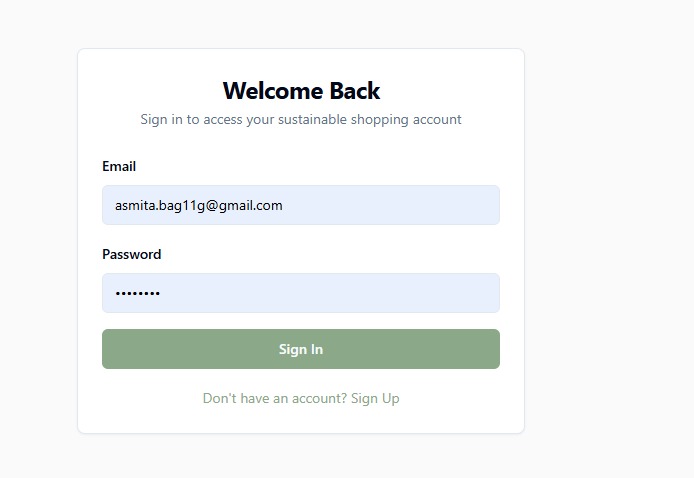 Welcome Back
Sign in to access your sustainable shopping account
Email
asmita.bag11g@gmail.com
Password
••••••••
Sign In
Don't have an account? Sign Up